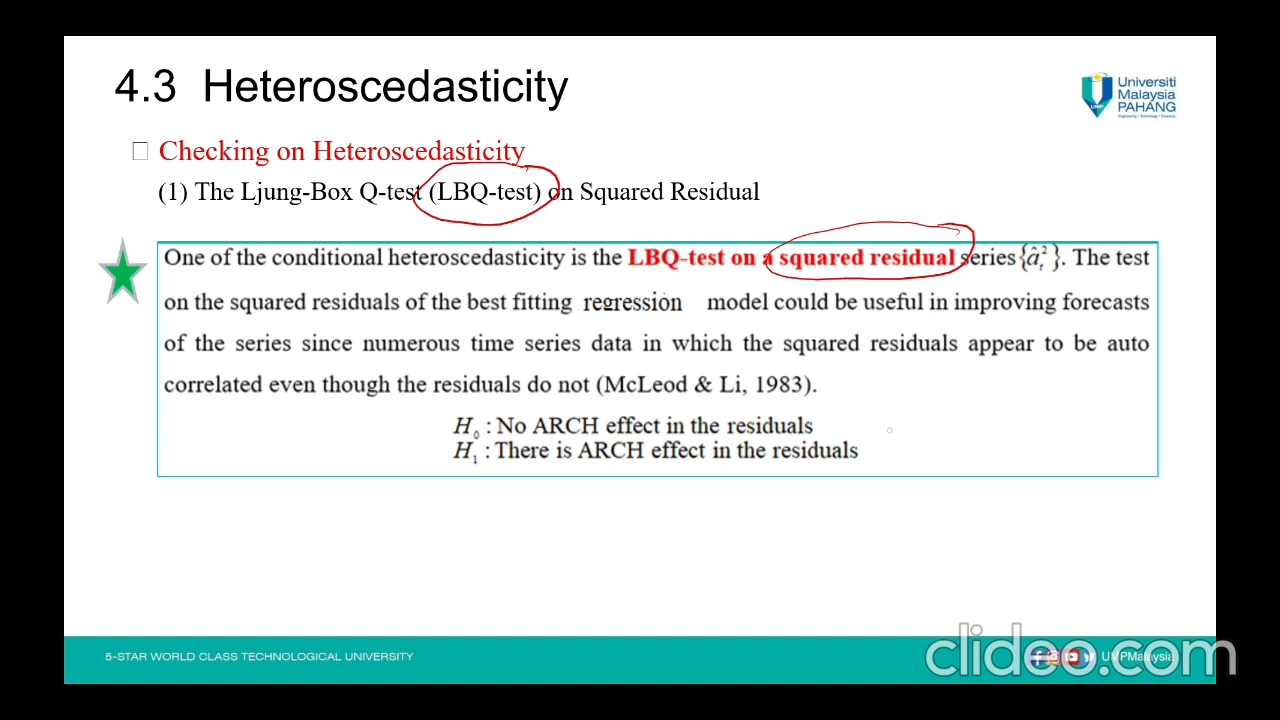 4.3 Heteroscedasticity
Universiti
Malaysia
PAHANG
UMP
□ Checking on Heteroscedasticity
(1) The Ljung-Box Q-test (LBQ-test) on Squared Residual
One of the conditional heteroscedasticity is the LBQ-test on a squared residual series {â²ₜ}. The test
on the squared residuals of the best fitting regression model could be useful in improving forecasts
of the series since numerous time series data in which the squared residuals appear to be auto
correlated even though the residuals do not (McLeod & Li, 1983).
H₀ : No ARCH effect in the residuals
H₁ : There is ARCH effect in the residuals
5-STAR WORLD CLASS TECHNOLOGICAL UNIVERSITY
UMPMalaysia
clideo.com